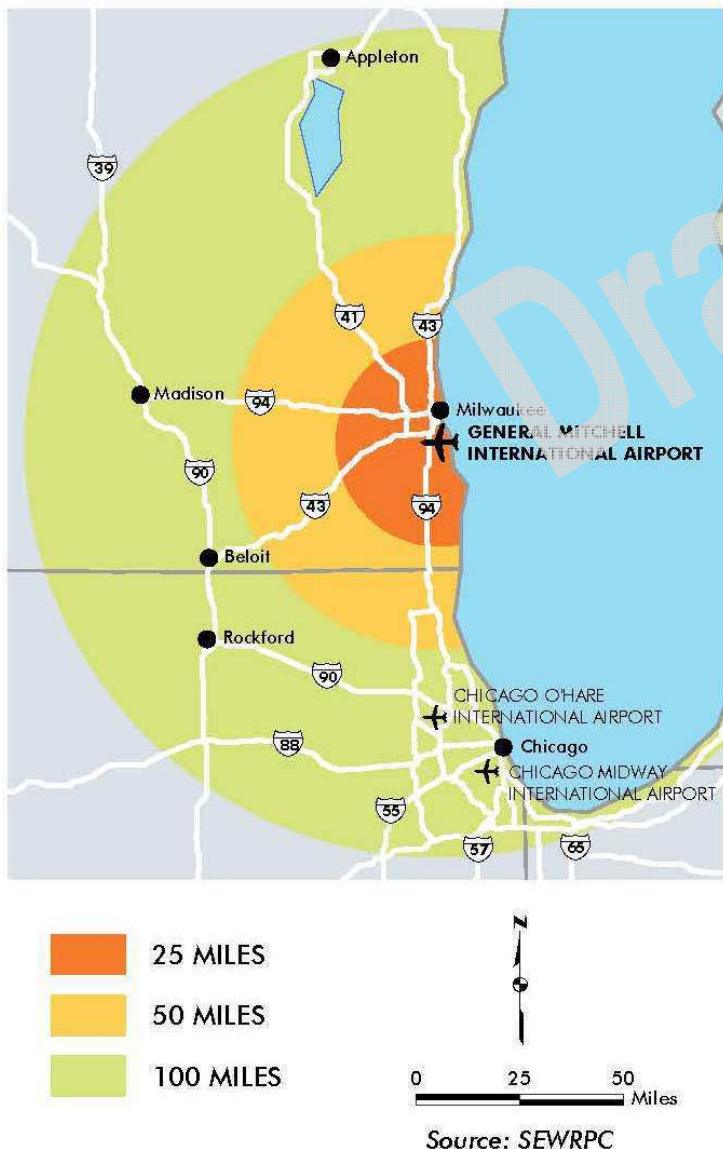 Appleton
39
41
43
Madison
94
Milwaukee
GENERAL MITCHELL
INTERNATIONAL AIRPORT
90
43
94
Beloit
Rockford
90
CHICAGO O'HARE
INTERNATIONAL AIRPORT
88
Chicago
CHICAGO MIDWAY
INTERNATIONAL AIRPORT
55
57
65
Dra
25 MILES
50 MILES
100 MILES
N
0 25 50
Miles
Source: SEWRPC